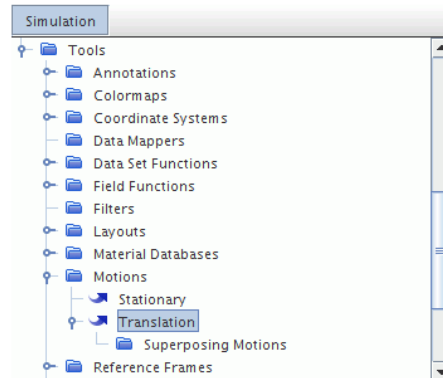 Simulation
Tools
Annotations
Colormaps
Coordinate Systems
Data Mappers
Data Set Functions
Field Functions
Filters
Layouts
Material Databases
Motions
Stationary
Translation
Superposing Motions
Reference Frames